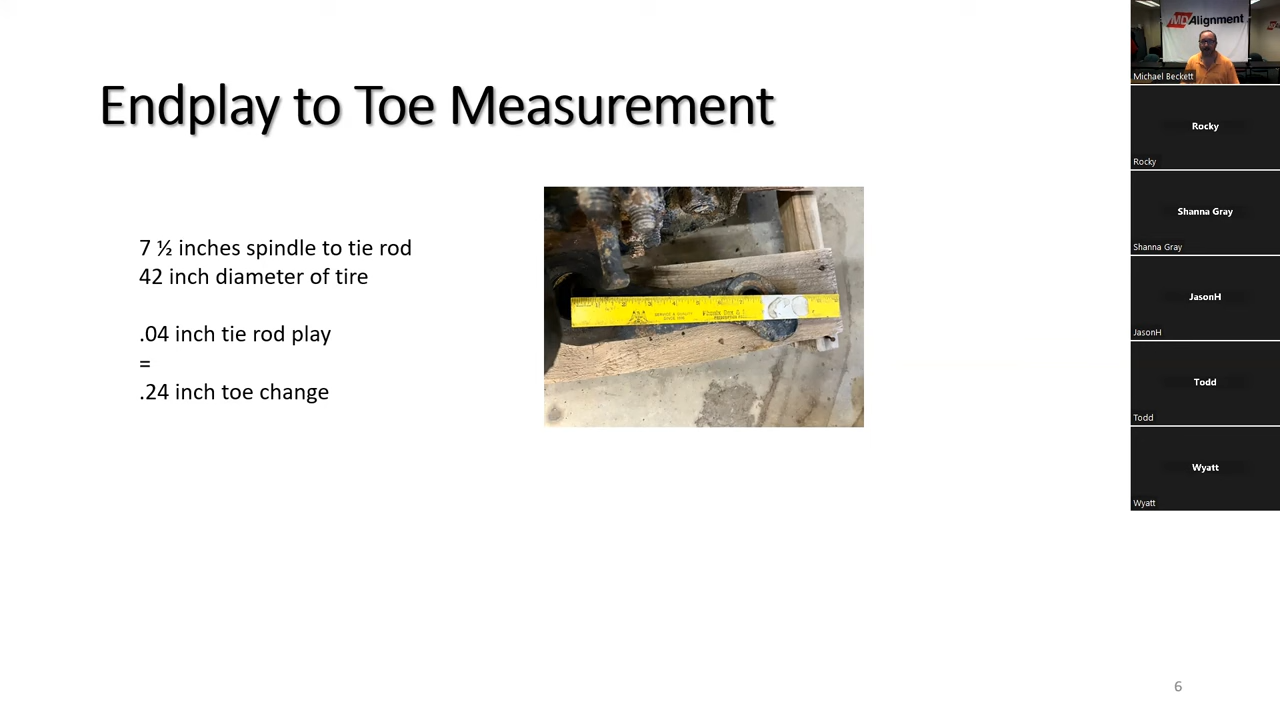 Endplay to Toe Measurement
7 ½ inches spindle to tie rod
42 inch diameter of tire
.04 inch tie rod play
=
.24 inch toe change
6
MD Alignment
Michael Beckett
Rocky
Rocky
Shanna Gray
Shanna Gray
JasonH
JasonH
Todd
Todd
Wyatt
Wyatt